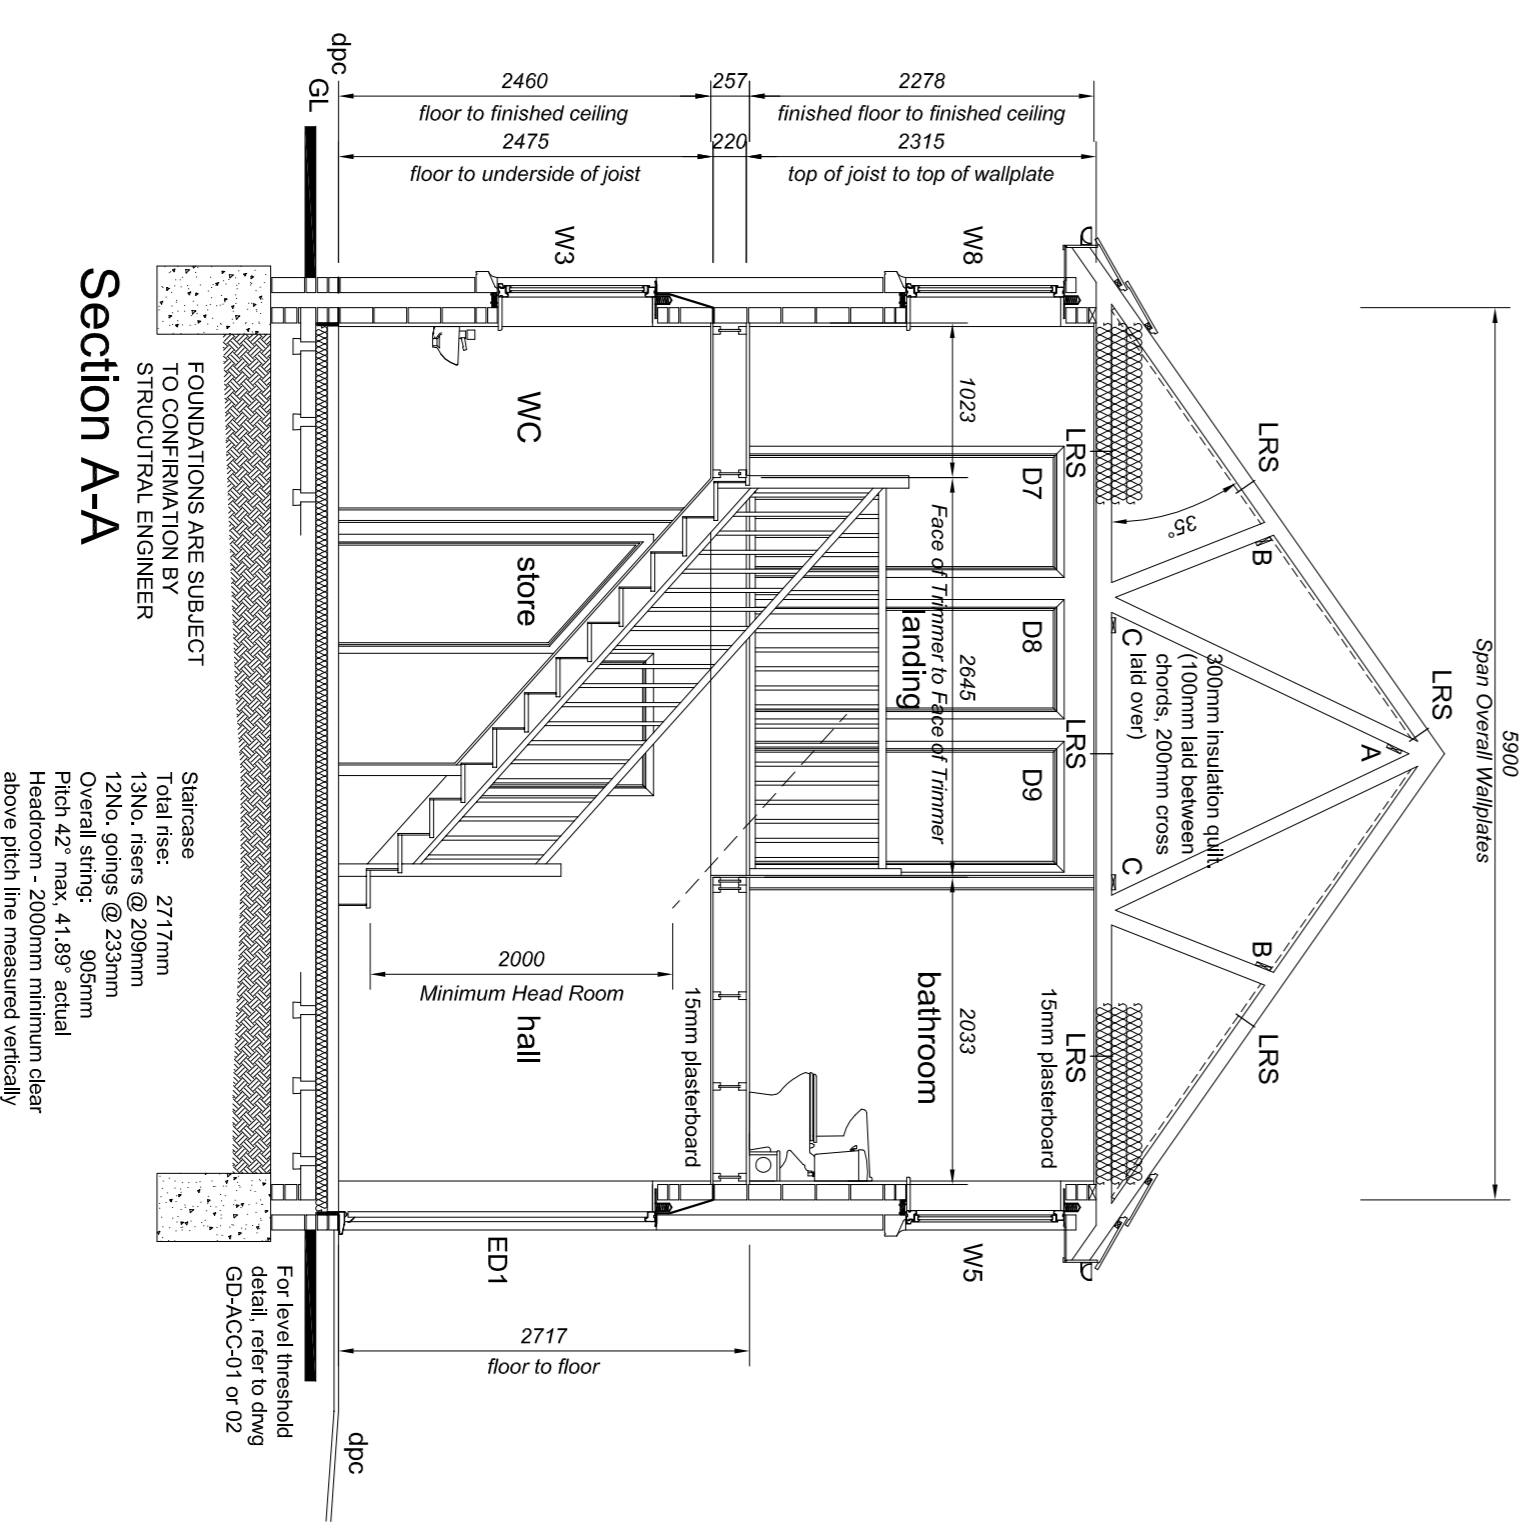 5900
Span Overall Wallplates
LRS
LRS
LRS
35°
A
B
B
C
C
300mm insulation quilt.
(100mm laid between
chords, 200mm cross
laid over)
LRS
LRS
LRS
15mm plasterboard
2278
finished floor to finished ceiling
2315
top of joist to top of wallplate
257
220
2460
floor to finished ceiling
2475
floor to underside of joist
W8
W3
W5
ED1
D7
D8
D9
1023
2645
Face of Trimmer to Face of Trimmer
2033
landing
bathroom
15mm plasterboard
WC
store
hall
2000
Minimum Head Room
2717
floor to floor
dpc
GL
dpc
For level threshold
detail, refer to drwg
GD-ACC-01 or 02
FOUNDATIONS ARE SUBJECT
TO CONFIRMATION BY
STRUCUTRAL ENGINEER
Section A-A
Staircase
Total rise: 2717mm
13No. risers @ 209mm
12No. goings @ 233mm
Overall string: 905mm
Pitch 42° max, 41.89° actual
Headroom - 2000mm minimum clear
above pitch line measured vertically